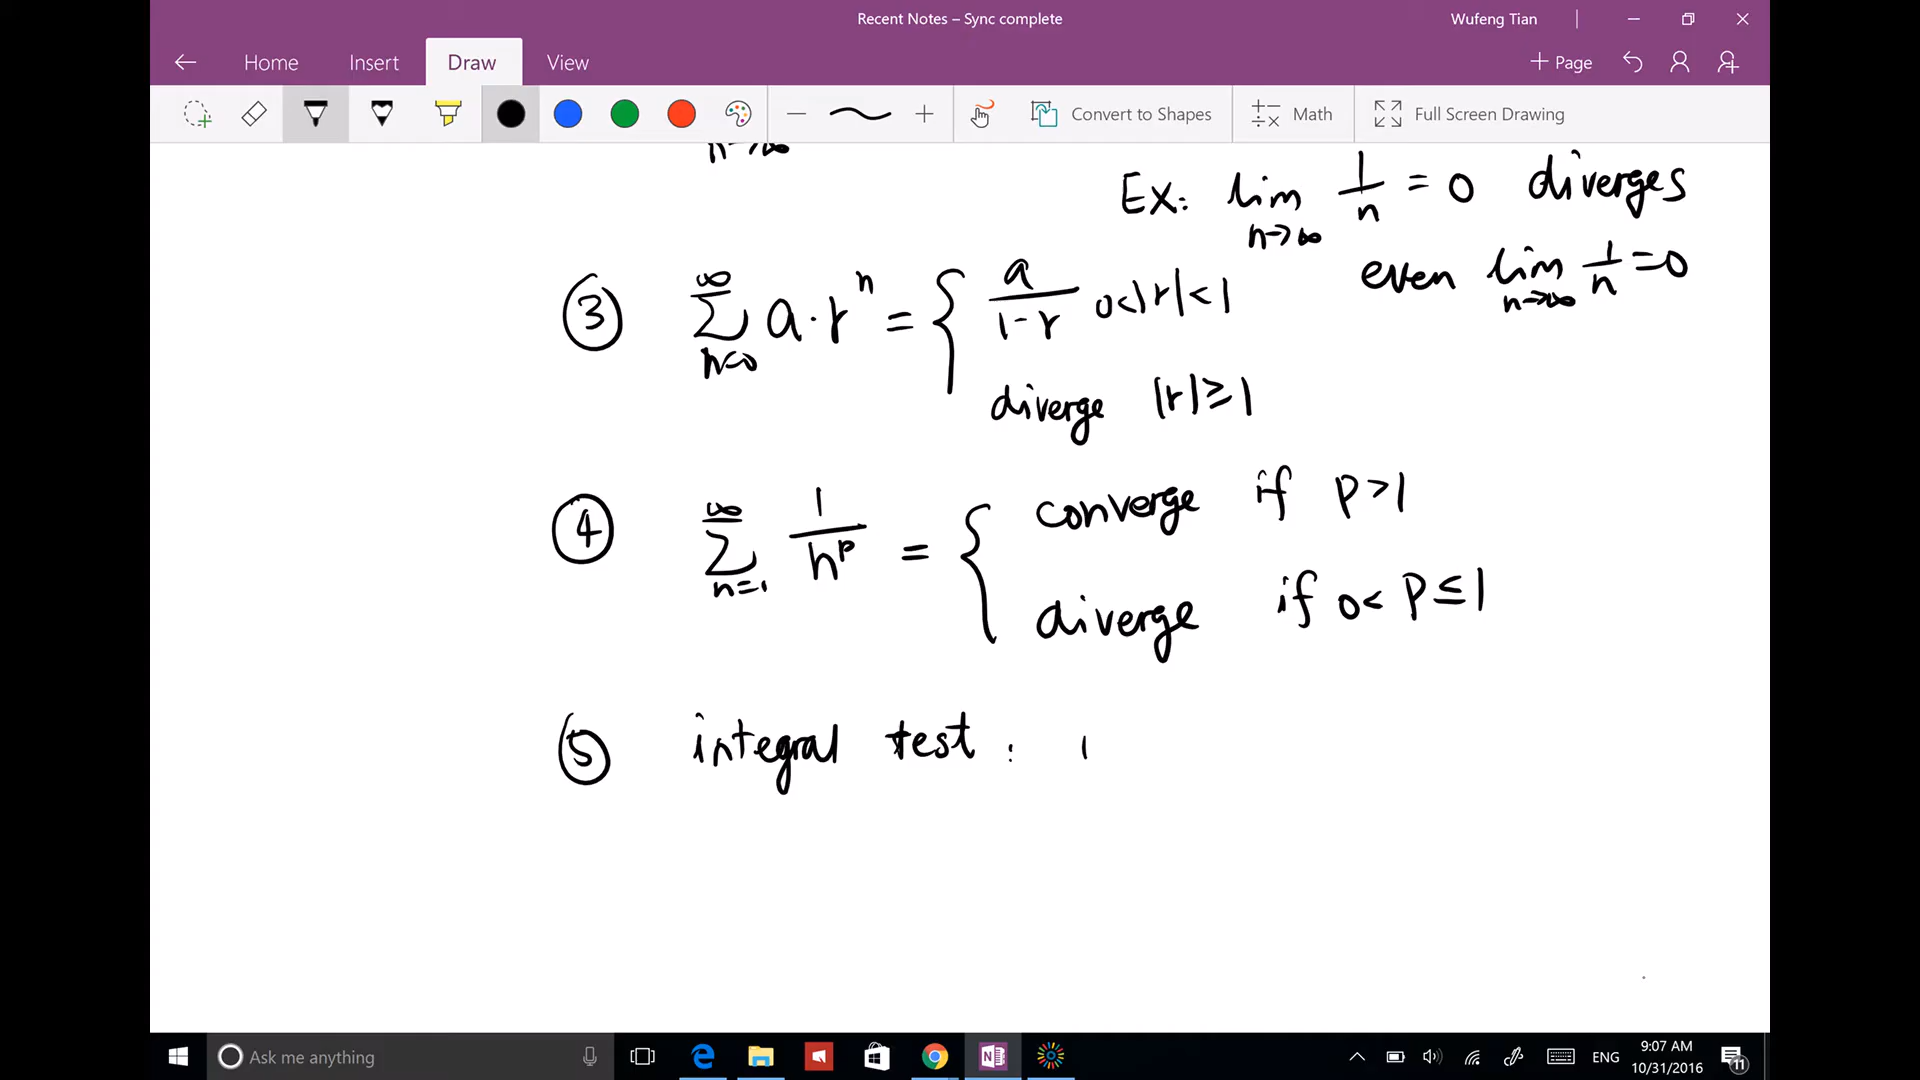 Recent Notes – Sync complete
Wufeng Tian
Home Insert Draw View
Page
Convert to Shapes Math Full Screen Drawing
n→∞
Ex: lim n→∞ 1/n = 0 diverges
even lim n→∞ 1/n = 0
③ ∞ Σ n=0 a · r^n = { a/(1-r) 0<|r|<1
diverge |r| ≥ 1
④ ∞ Σ n=1 1/n^p = { converge if p>1
diverge if 0< p ≤ 1
⑤ integral test :
Ask me anything
ENG
9:07 AM
10/31/2016
11